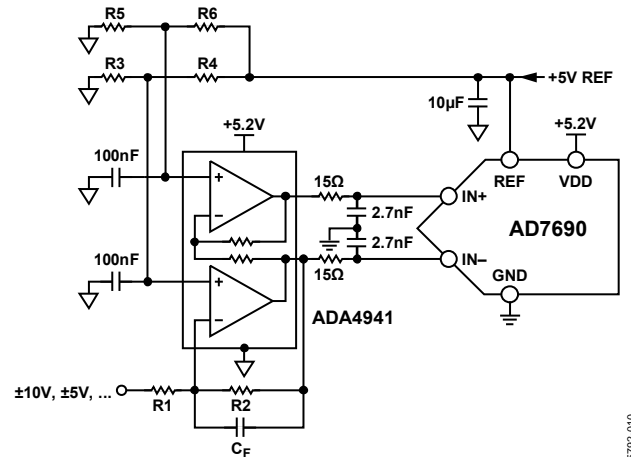 R5
R6
R3
R4
+5V REF
10µF
+5.2V
+5.2V
100nF
REF
VDD
+
15Ω
IN+
2.7nF
AD7690
–
2.7nF
100nF
+
15Ω
IN–
GND
–
ADA4941
±10V, ±5V, ...
R1
R2
CF